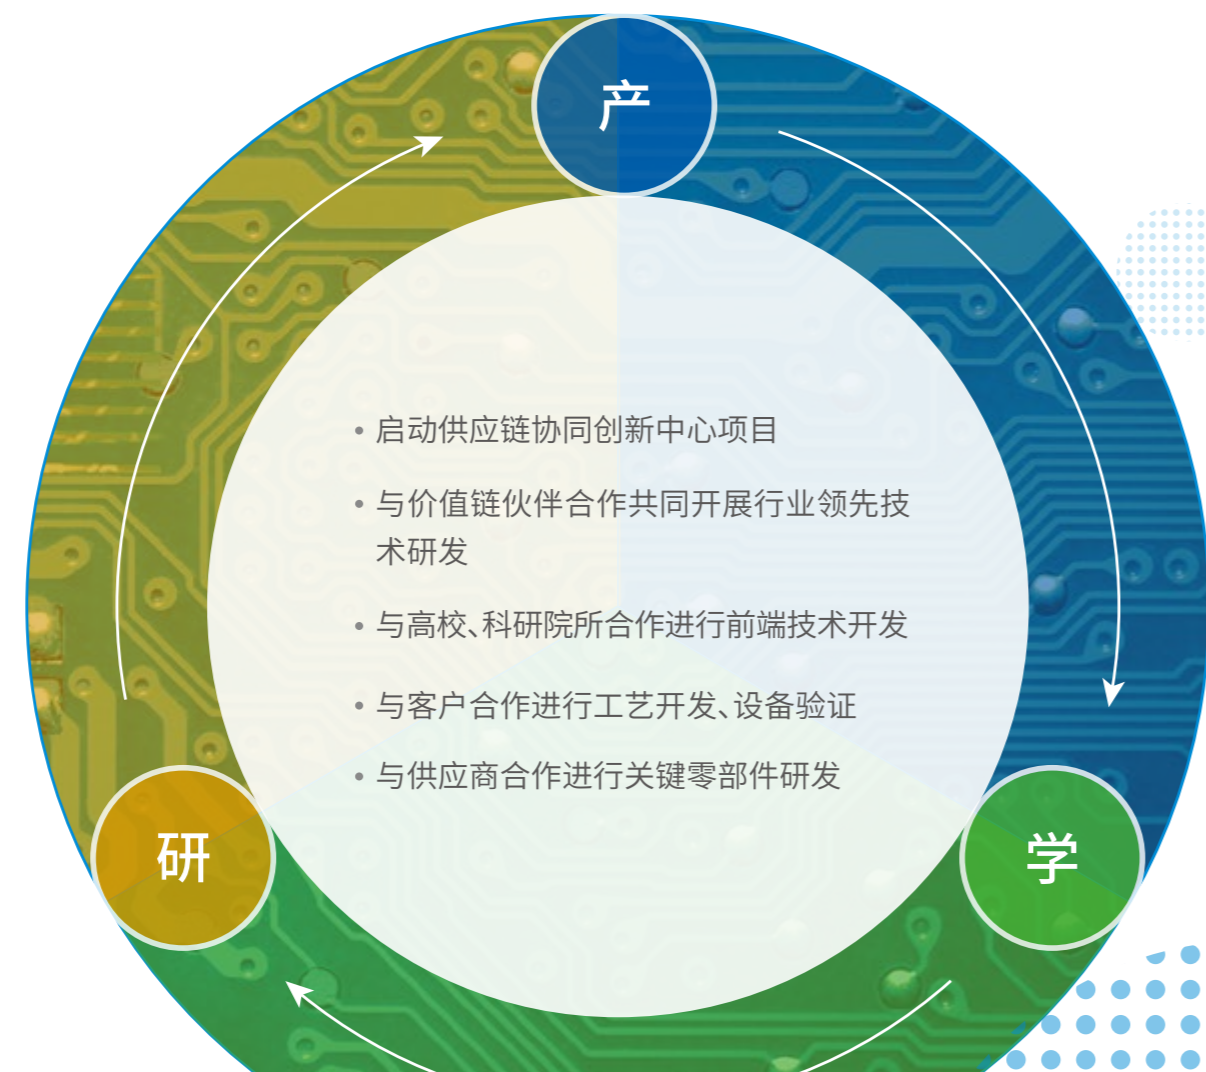 产
• 启动供应链协同创新中心项目
• 与价值链伙伴合作共同开展行业领先技
术研发
• 与高校、科研院所合作进行前端技术开发
• 与客户合作进行工艺开发、设备验证
• 与供应商合作进行关键零部件研发
研
学